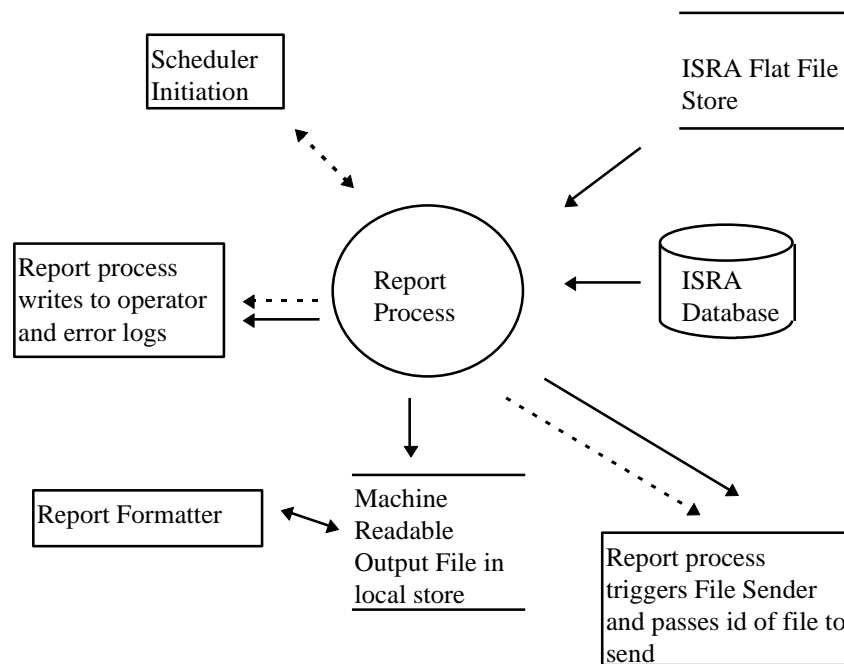 Scheduler
Initiation
ISRA Flat File
Store
Report process
writes to operator
and error logs
Report
Process
ISRA
Database
Report Formatter
Machine
Readable
Output File in
local store
Report process
triggers File Sender
and passes id of file to
send